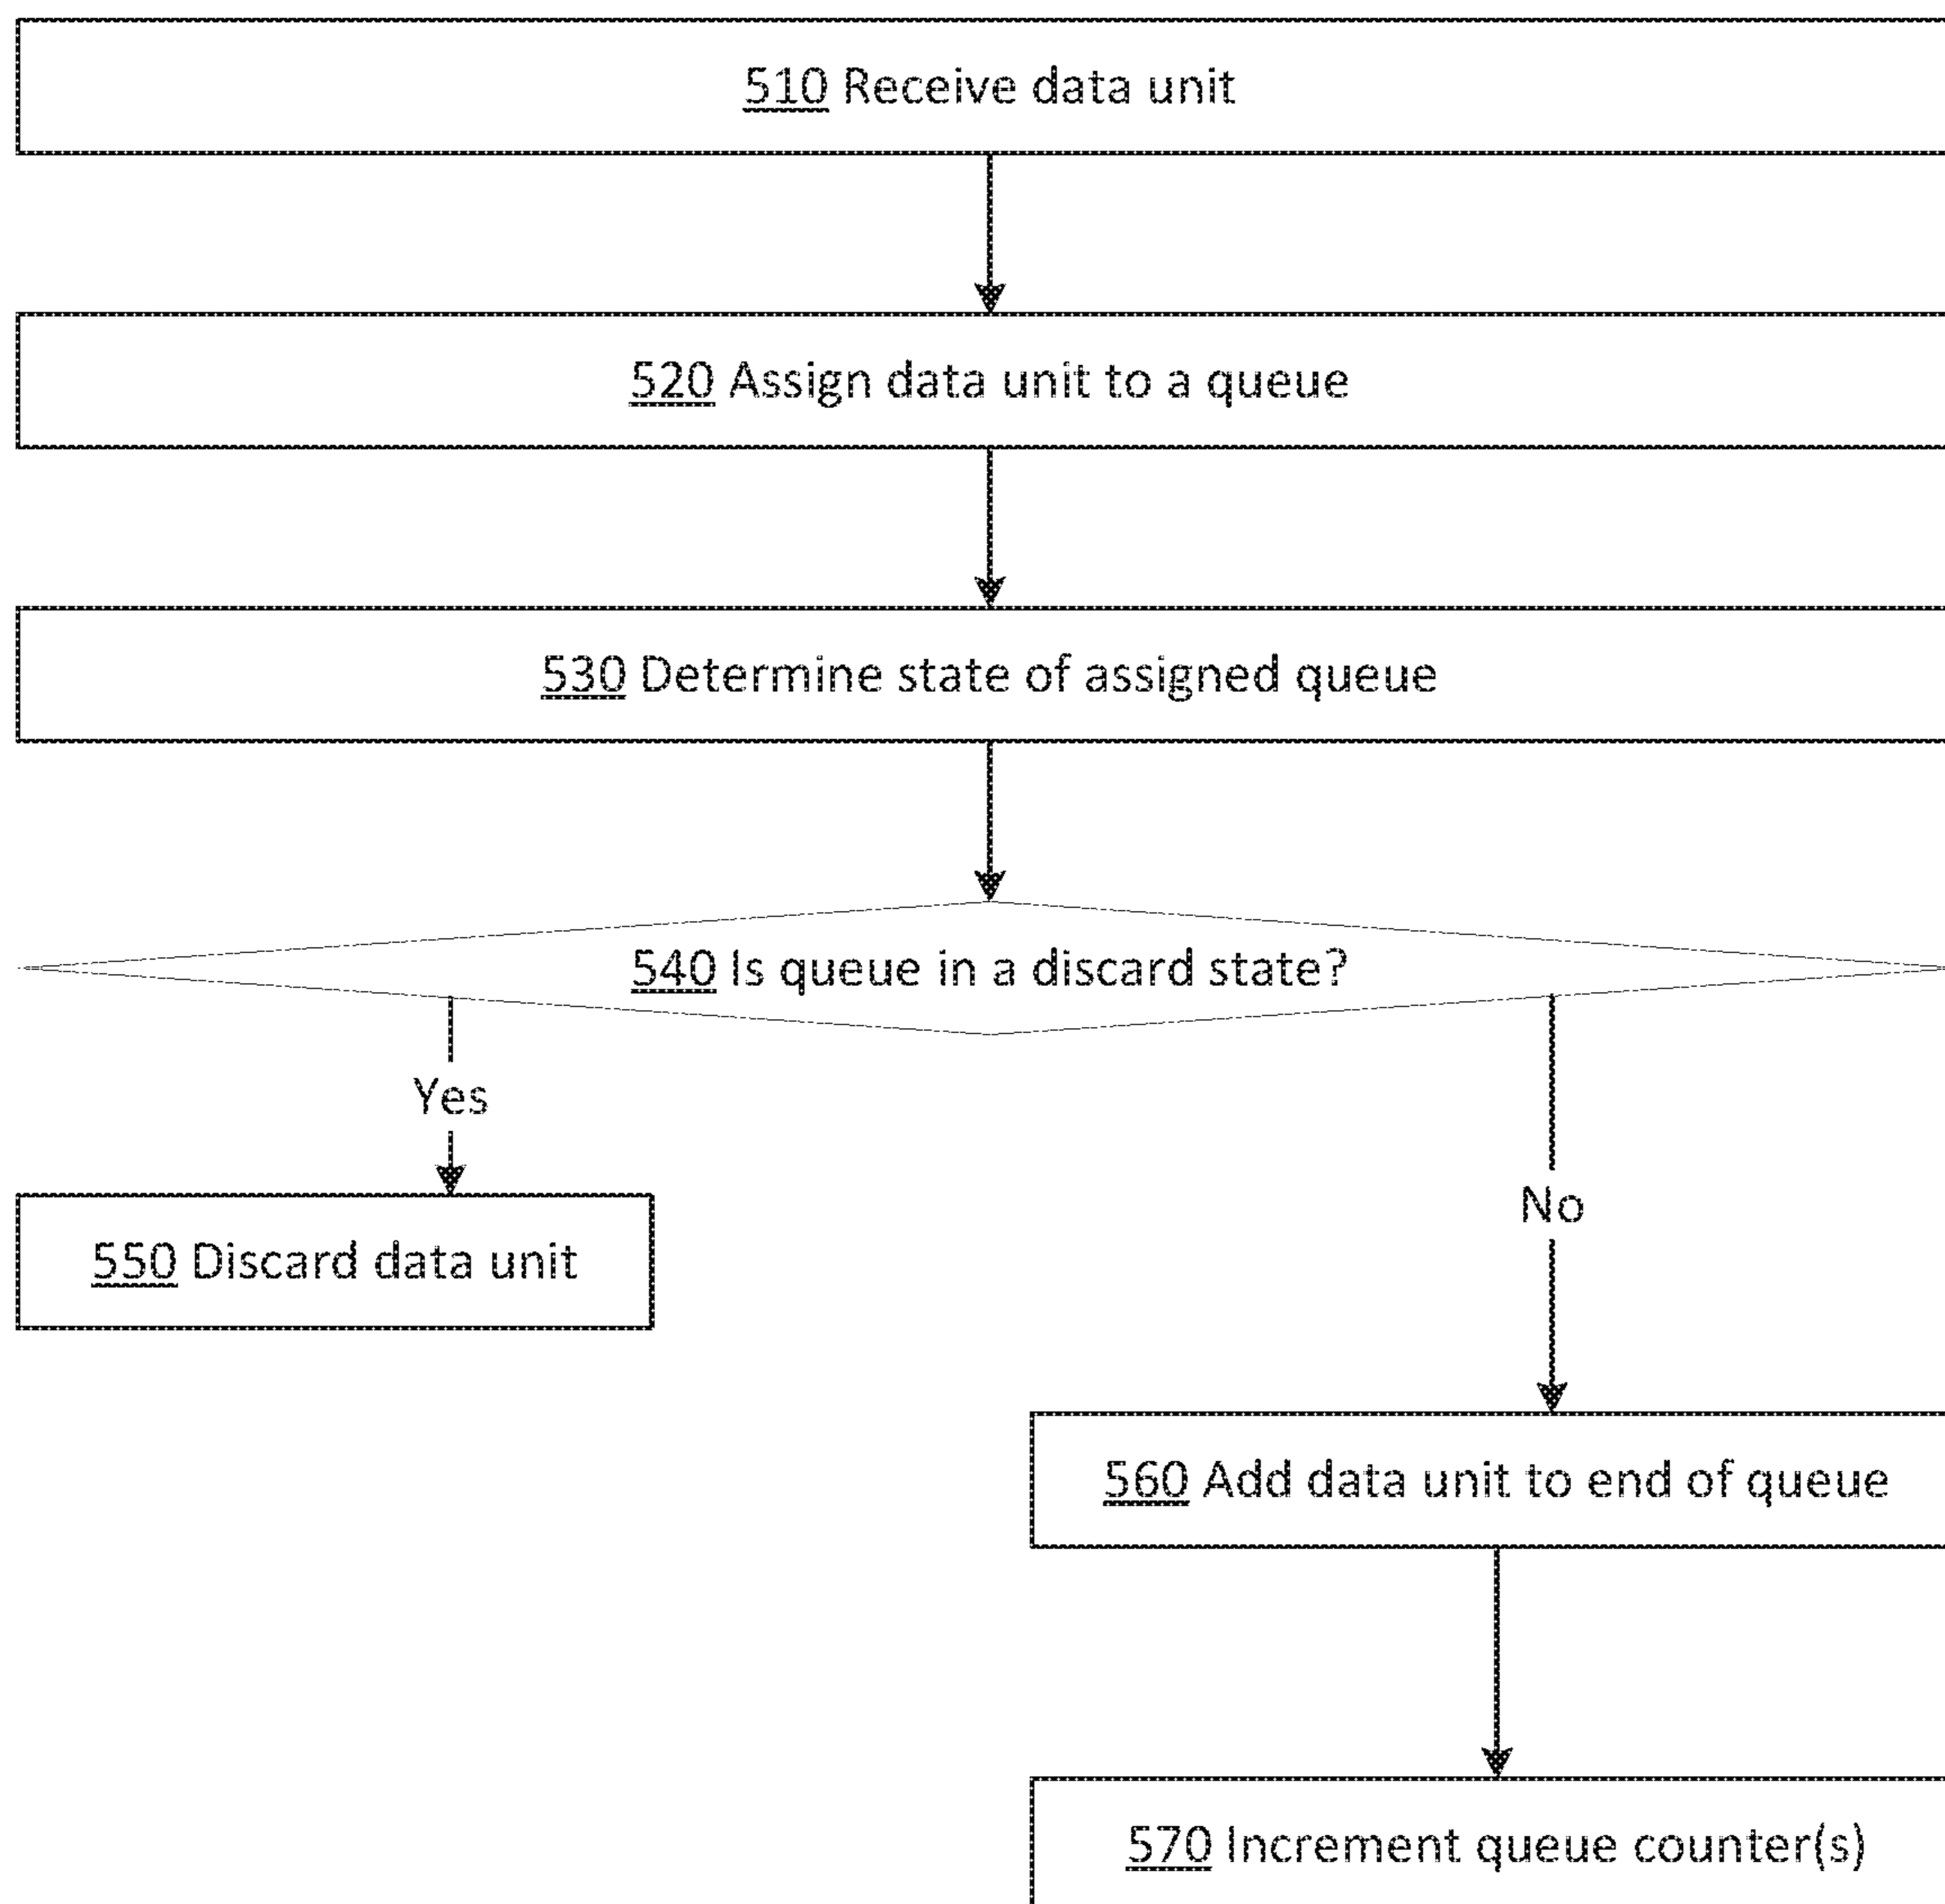 510 Receive data unit
520 Assign data unit to a queue
530 Determine state of assigned queue
540 Is queue in a discard state?
Yes
No
550 Discard data unit
560 Add data unit to end of queue
570 Increment queue counter(s)